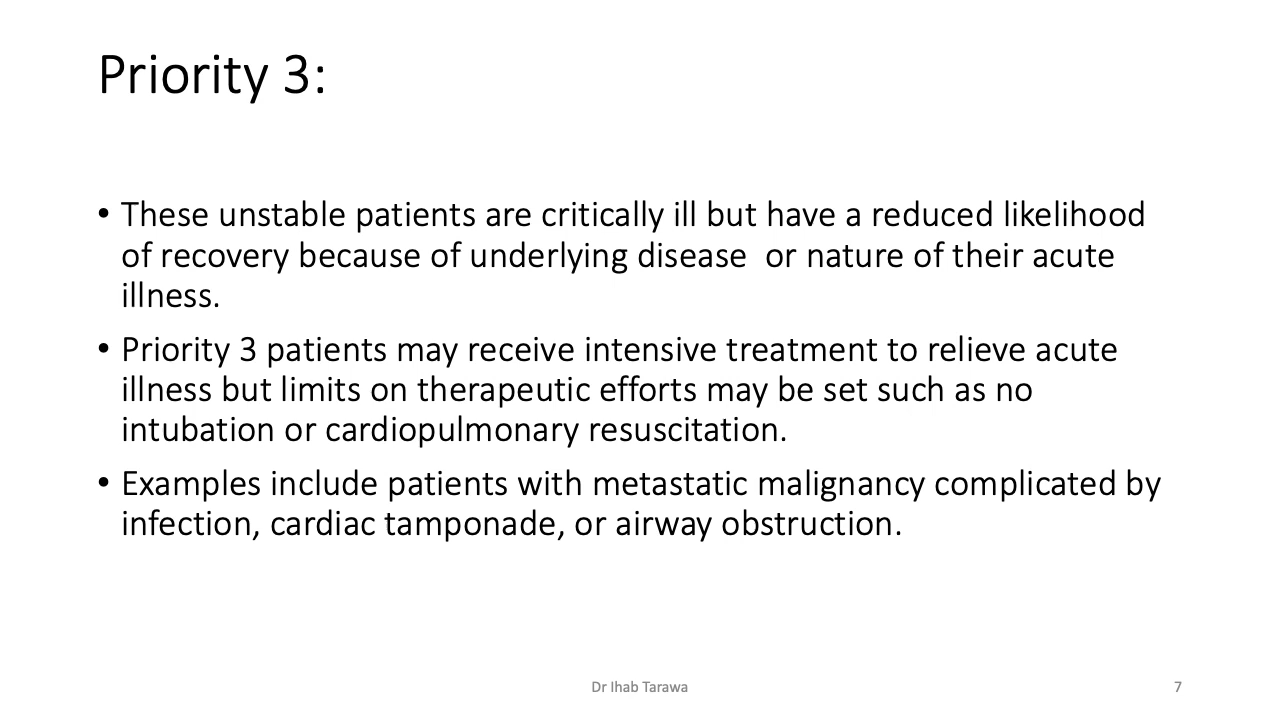 Priority 3:
• These unstable patients are critically ill but have a reduced likelihood
of recovery because of underlying disease  or nature of their acute
illness.
• Priority 3 patients may receive intensive treatment to relieve acute
illness but limits on therapeutic efforts may be set such as no
intubation or cardiopulmonary resuscitation.
• Examples include patients with metastatic malignancy complicated by
infection, cardiac tamponade, or airway obstruction.
Dr Ihab Tarawa
7